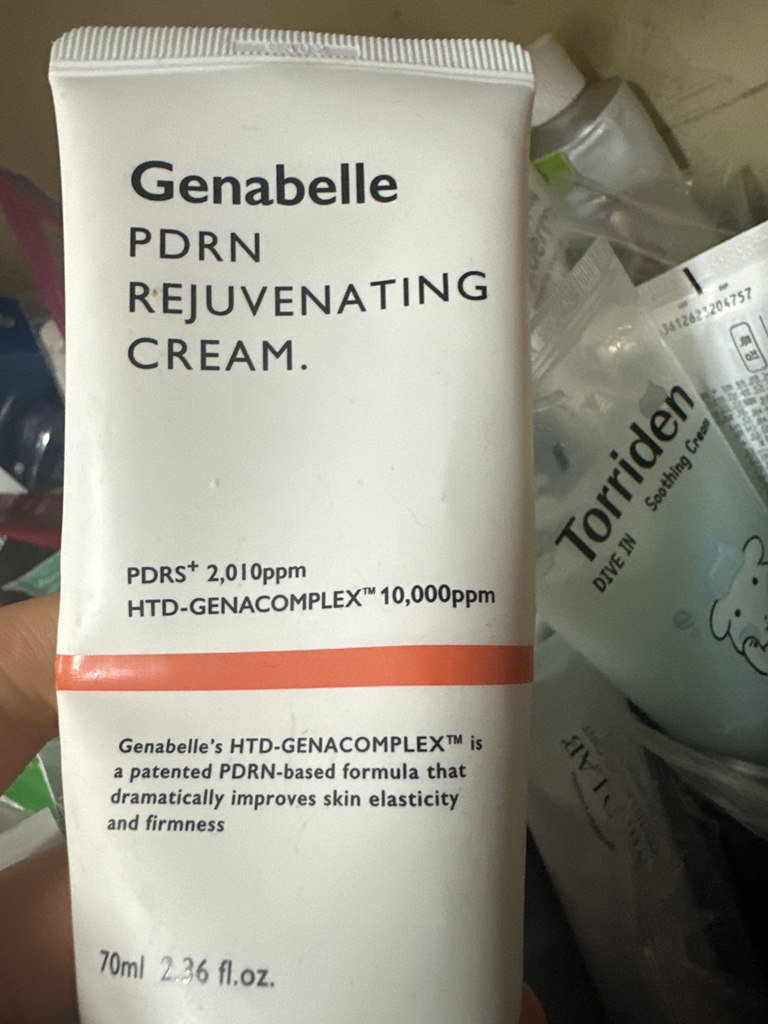 Genabelle
PDRN
REJUVENATING
CREAM.
PDRS⁺ 2,010ppm
HTD-GENACOMPLEX™ 10,000ppm
Genabelle's HTD-GENACOMPLEX™ is
a patented PDRN-based formula that
dramatically improves skin elasticity
and firmness
70ml 2.36 fl.oz.
Torriden
DIVE IN
Soothing Cream
LAB